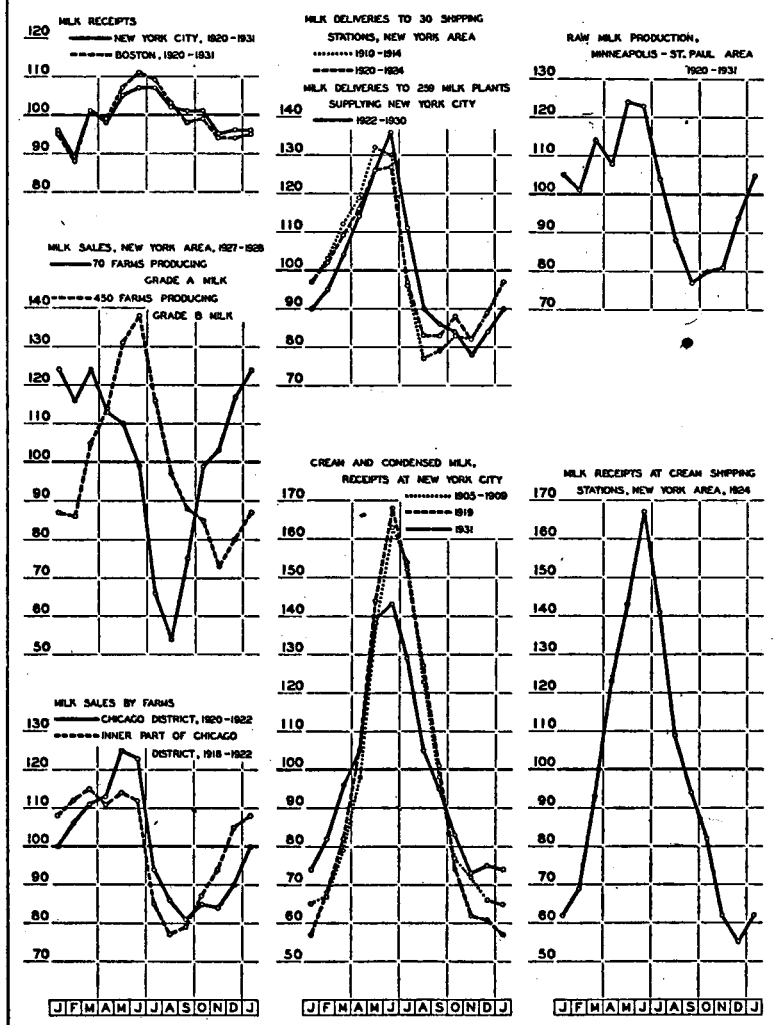 MILK RECEIPTS
NEW YORK CITY, 1920-1931
BOSTON, 1920-1931
120
110
100
90
80
MILK SALES, NEW YORK AREA, 1927-1928
70 FARMS PRODUCING
GRADE A MILK
450 FARMS PRODUCING
GRADE B MILK
140
130
120
110
100
90
80
70
60
50
MILK SALES BY FARMS
CHICAGO DISTRICT, 1920-1922
INNER PART OF CHICAGO
DISTRICT, 1918-1922
130
120
110
100
90
80
70
J F M A M J J A S O N D J
MILK DELIVERIES TO 30 SHIPPING
STATIONS, NEW YORK AREA
1910-1914
1920-1924
MILK DELIVERIES TO 259 MILK PLANTS
SUPPLYING NEW YORK CITY
1922-1930
140
130
120
110
100
90
80
70
CREAM AND CONDENSED MILK,
RECEIPTS AT NEW YORK CITY
1905-1909
1919
1931
170
160
150
140
130
120
110
100
90
80
70
60
50
J F M A M J J A S O N D J
RAW MILK PRODUCTION,
MINNEAPOLIS-ST. PAUL AREA
1920-1931
130
120
110
100
90
80
70
MILK RECEIPTS AT CREAM SHIPPING
STATIONS, NEW YORK AREA, 1924
170
160
150
140
130
120
110
100
90
80
70
60
50
J F M A M J J A S O N D J